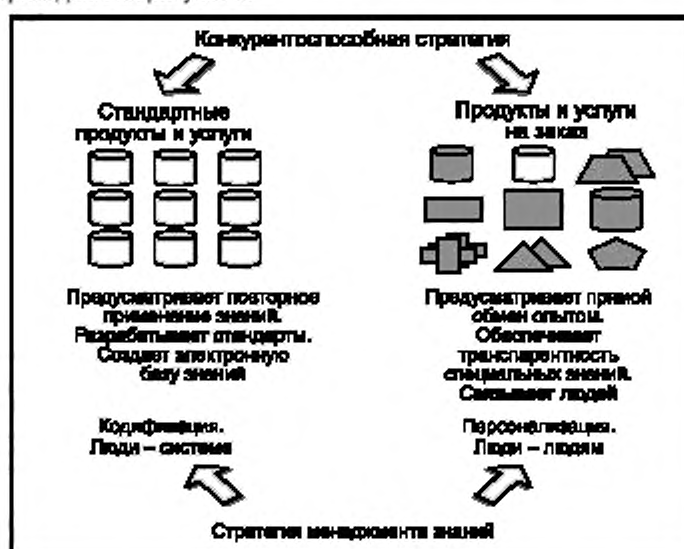 Конкурентоспособная стратегия
Стандартные
продукты и услуги
Продукты и услуги
на заказ
Предусматривает повторное
применение знаний.
Разрабатывает стандарты.
Создает электронную
базу знаний
Предусматривает прямой
обмен опытом.
Обеспечивает
транспарентность
специальных знаний.
Связывает людей
Кодификация.
Люди – система
Персонализация.
Люди – людям
Стратегия менеджмента знаний